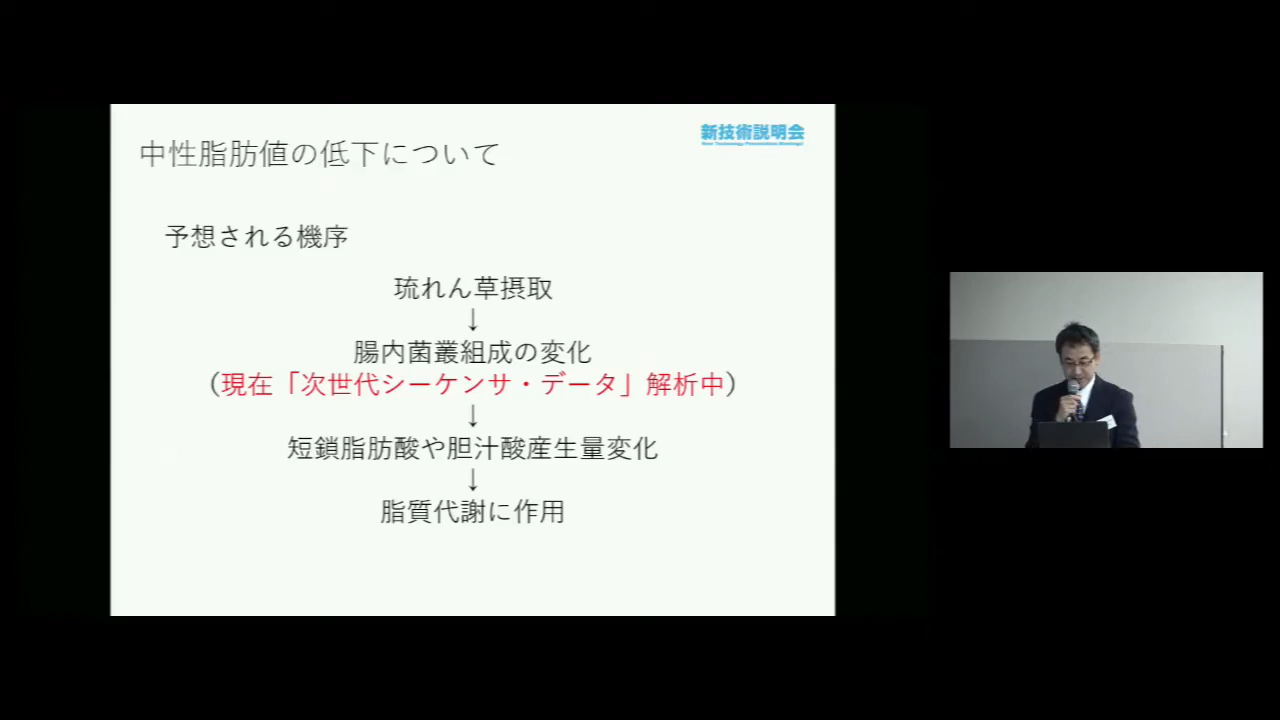 新技術説明会
New Technology Presentation Meetings!
中性脂肪値の低下について
予想される機序
琉れん草摂取
↓
腸内菌叢組成の変化
（現在「次世代シーケンサ・データ」解析中）
↓
短鎖脂肪酸や胆汁酸産生量変化
↓
脂質代謝に作用